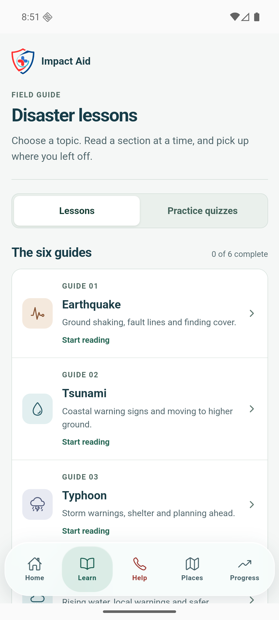 8:51
Impact Aid
FIELD GUIDE
Disaster lessons
Choose a topic. Read a section at a time, and pick up
where you left off.
Lessons
Practice quizzes
The six guides
0 of 6 complete
GUIDE 01
Earthquake
Ground shaking, fault lines and finding cover.
Start reading
GUIDE 02
Tsunami
Coastal warning signs and moving to higher
ground.
Start reading
GUIDE 03
Typhoon
Storm warnings, shelter and planning ahead.
Start reading
Home
Learn
Help
Places
Progress
Rising water, local warnings and safer